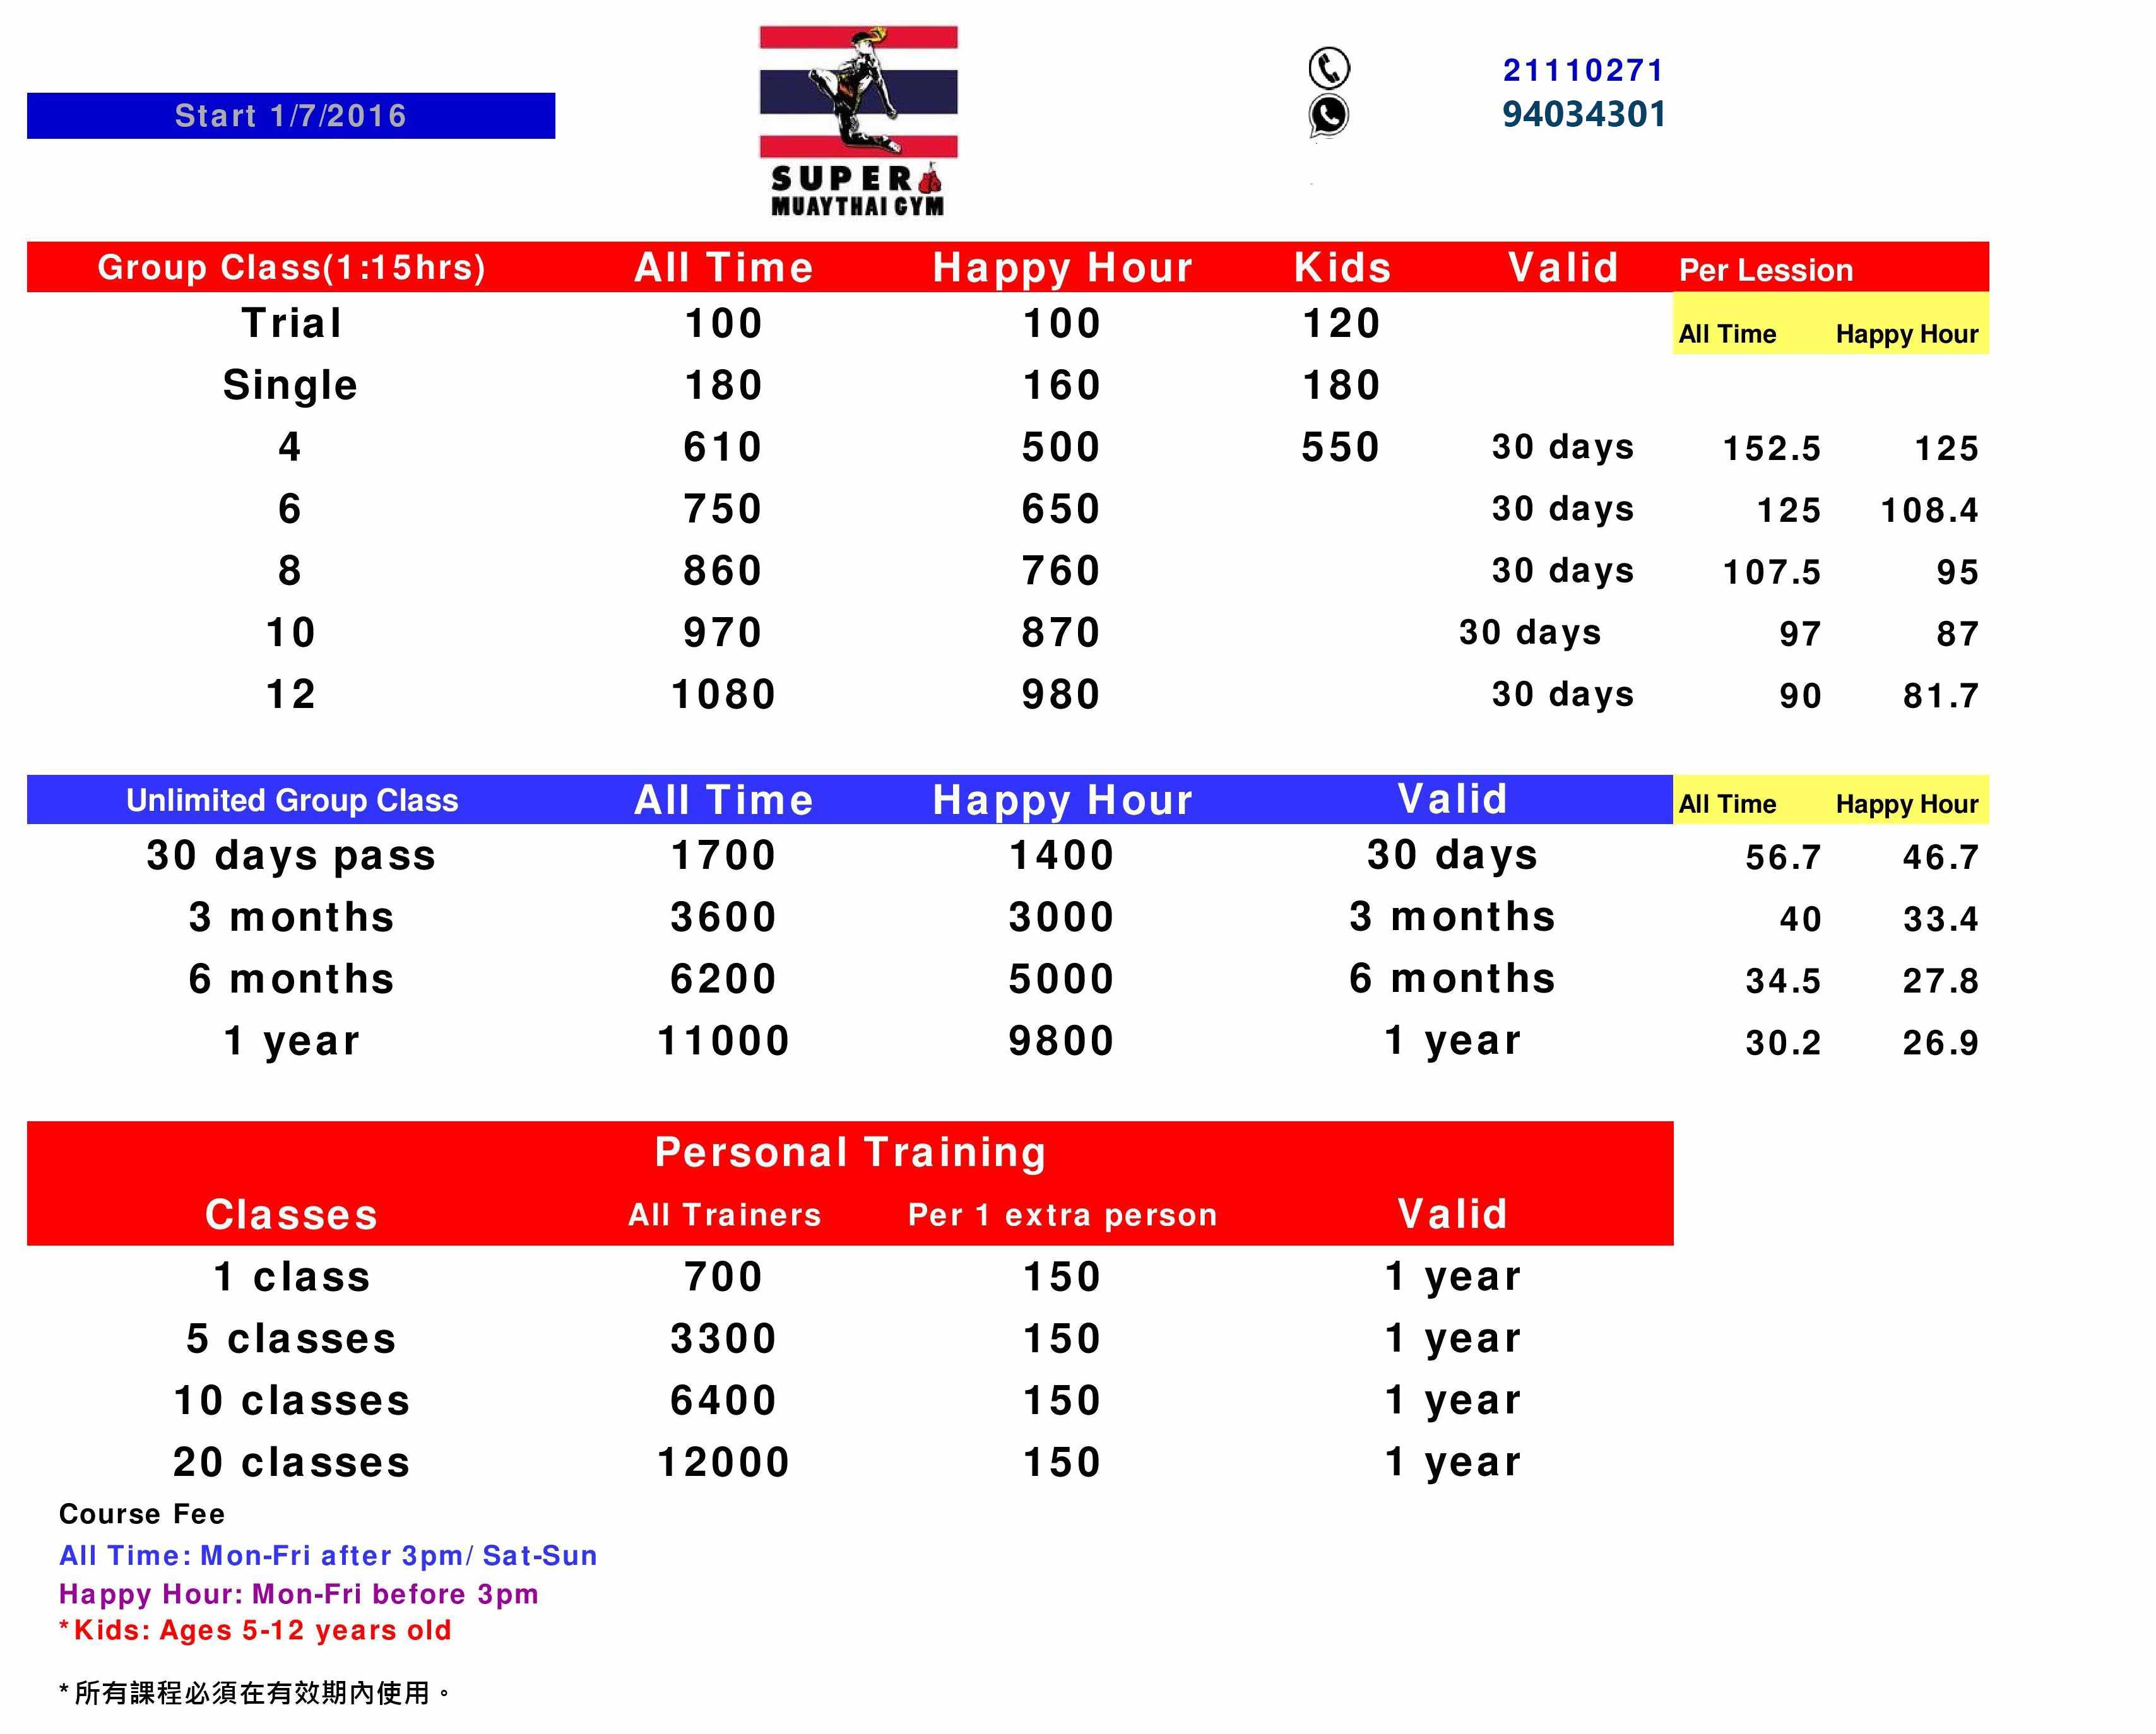 Start 1/7/2016
SUPER
MUAYTHAI GYM
21110271
94034301
Group Class(1:15hrs) All Time Happy Hour Kids Valid Per Lession
Trial 100 100 120 All Time Happy Hour
Single 180 160 180
4 610 500 550 30 days 152.5 125
6 750 650 30 days 125 108.4
8 860 760 30 days 107.5 95
10 970 870 30 days 97 87
12 1080 980 30 days 90 81.7
Unlimited Group Class All Time Happy Hour Valid All Time Happy Hour
30 days pass 1700 1400 30 days 56.7 46.7
3 months 3600 3000 3 months 40 33.4
6 months 6200 5000 6 months 34.5 27.8
1 year 11000 9800 1 year 30.2 26.9
Personal Training
Classes All Trainers Per 1 extra person Valid
1 class 700 150 1 year
5 classes 3300 150 1 year
10 classes 6400 150 1 year
20 classes 12000 150 1 year
Course Fee
All Time: Mon-Fri after 3pm/ Sat-Sun
Happy Hour: Mon-Fri before 3pm
*Kids: Ages 5-12 years old
*所有課程必須在有效期內使用。